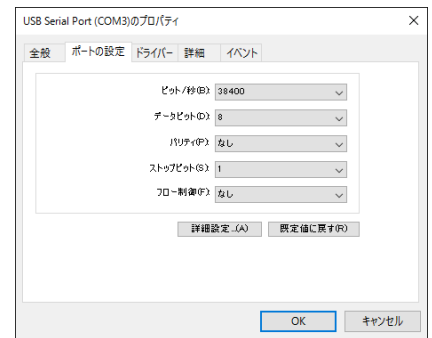 USB Serial Port (COM3)のプロパティ
全般 ポートの設定 ドライバー 詳細 イベント
ビット/秒(B): 38400
データ ビット(D): 8
パリティ(P): なし
ストップ ビット(S): 1
フロー制御(F): なし
詳細設定...(A) 既定値に戻す(R)
OK キャンセル